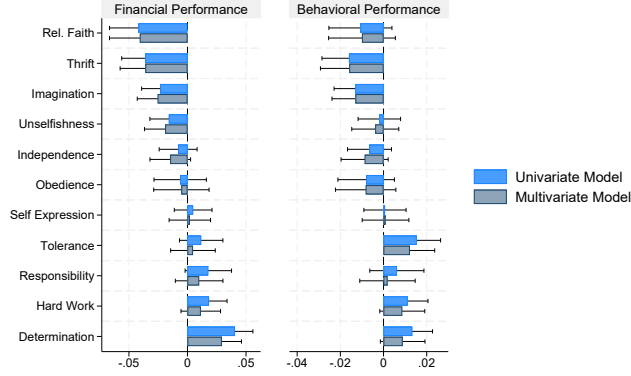 Financial Performance
Behavioral Performance
Rel. Faith
Thrift
Imagination
Unselfishness
Independence
Obedience
Self Expression
Tolerance
Responsibility
Hard Work
Determination
-.05 0 .05
-.04 -.02 0 .02
Univariate Model
Multivariate Model